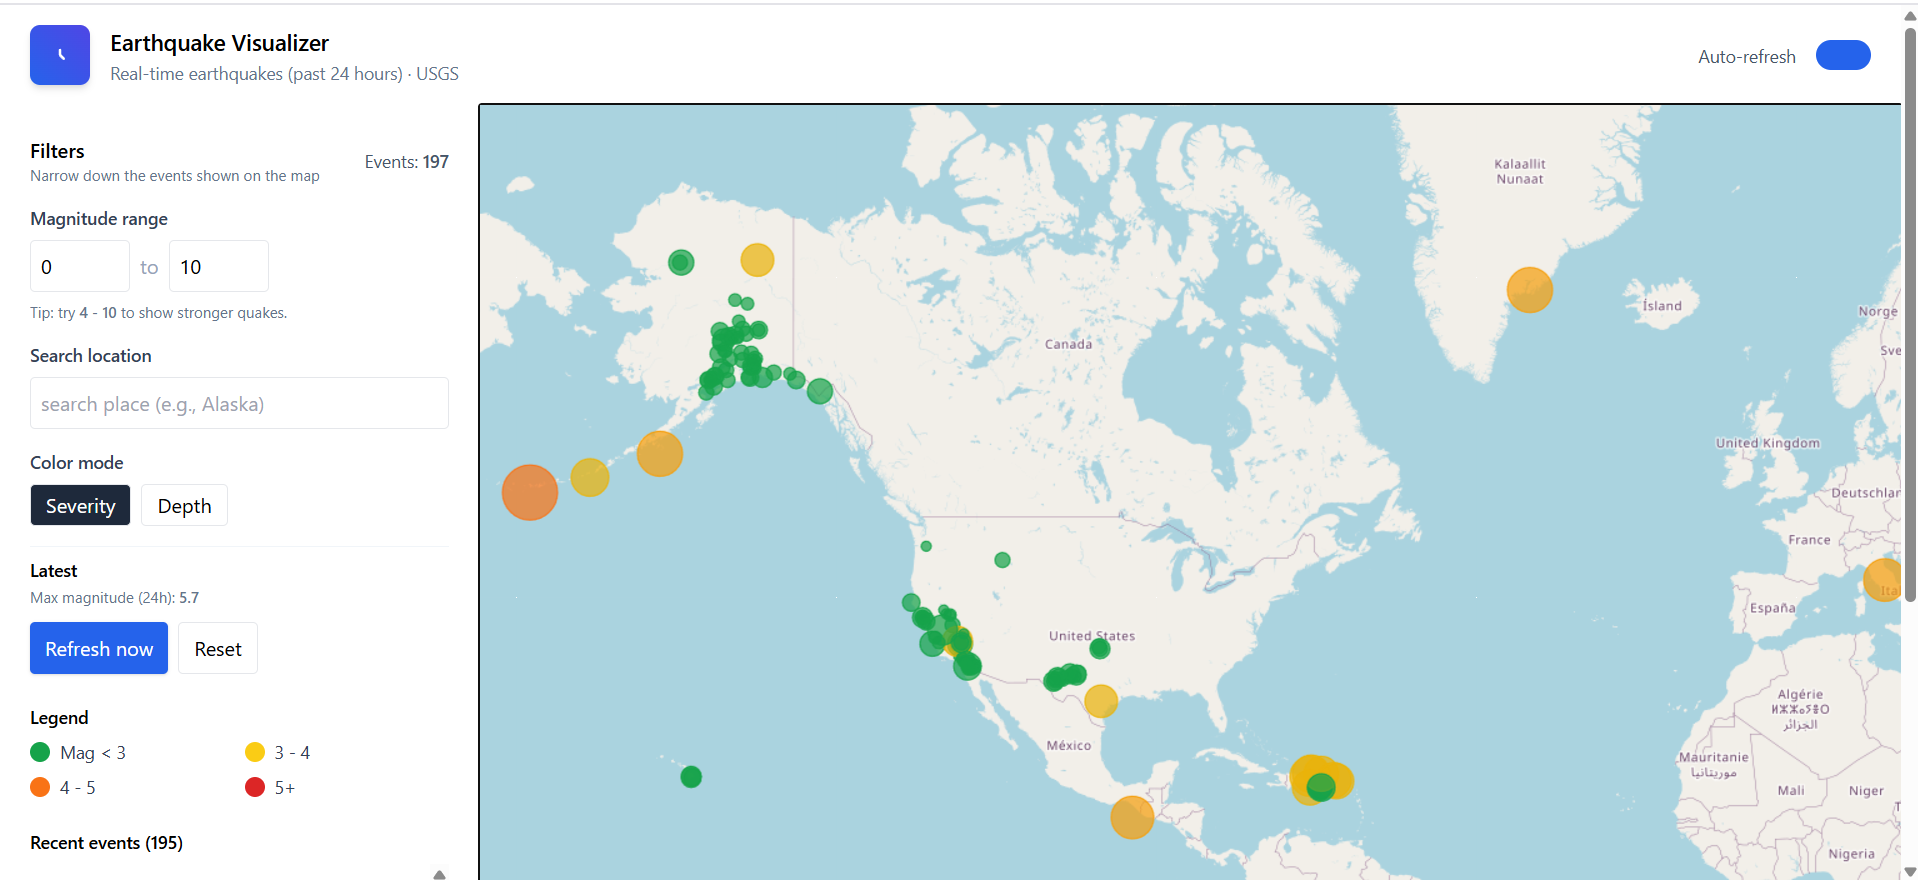 Earthquake Visualizer
Real-time earthquakes (past 24 hours) · USGS
Auto-refresh
Filters
Narrow down the events shown on the map
Events: 197
Magnitude range
0 to 10
Tip: try 4 - 10 to show stronger quakes.
Search location
search place (e.g., Alaska)
Color mode
Severity Depth
Latest
Max magnitude (24h): 5.7
Refresh now Reset
Legend
Mag < 3
3 - 4
4 - 5
5+
Recent events (195)
Kalaallit
Nunaat
Ísland
Norge
Sve
Canada
United Kingdom
Deutschlan
France
Ita
España
United States
Algérie
ⵍⵣⵣⴰⵢⴻⵔ
الجزائر
México
Mauritanie
موريتانيا
Mali
Niger
Nigeria